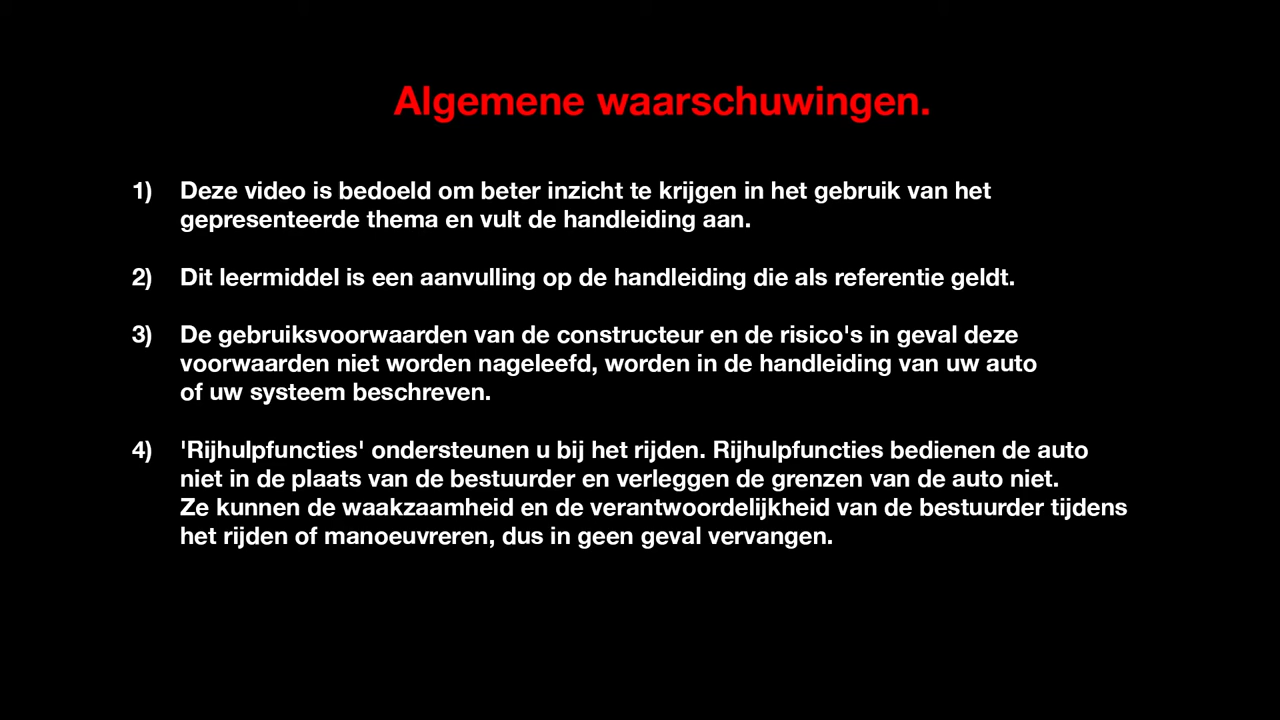 Algemene waarschuwingen.
1) Deze video is bedoeld om beter inzicht te krijgen in het gebruik van het
gepresenteerde thema en vult de handleiding aan.
2) Dit leermiddel is een aanvulling op de handleiding die als referentie geldt.
3) De gebruiksvoorwaarden van de constructeur en de risico's in geval deze
voorwaarden niet worden nageleefd, worden in de handleiding van uw auto
of uw systeem beschreven.
4) 'Rijhulpfuncties' ondersteunen u bij het rijden. Rijhulpfuncties bedienen de auto
niet in de plaats van de bestuurder en verleggen de grenzen van de auto niet.
Ze kunnen de waakzaamheid en de verantwoordelijkheid van de bestuurder tijdens
het rijden of manoeuvreren, dus in geen geval vervangen.